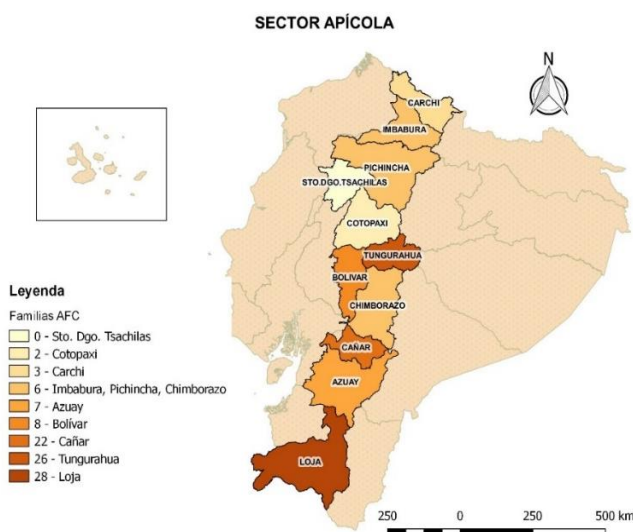 SECTOR APÍCOLA
N
CARCHI
IMBABURA
PICHINCHA
STO.DGO.TSACHILAS
COTOPAXI
TUNGURAHUA
BOLIVAR
CHIMBORAZO
CAÑAR
AZUAY
LOJA
Leyenda
Familias AFC
0 - Sto. Dgo. Tsachilas
2 - Cotopaxi
3 - Carchi
6 - Imbabura, Pichincha, Chimborazo
7 - Azuay
8 - Bolívar
22 - Cañar
26 - Tungurahua
28 - Loja
250 0 250 500 km